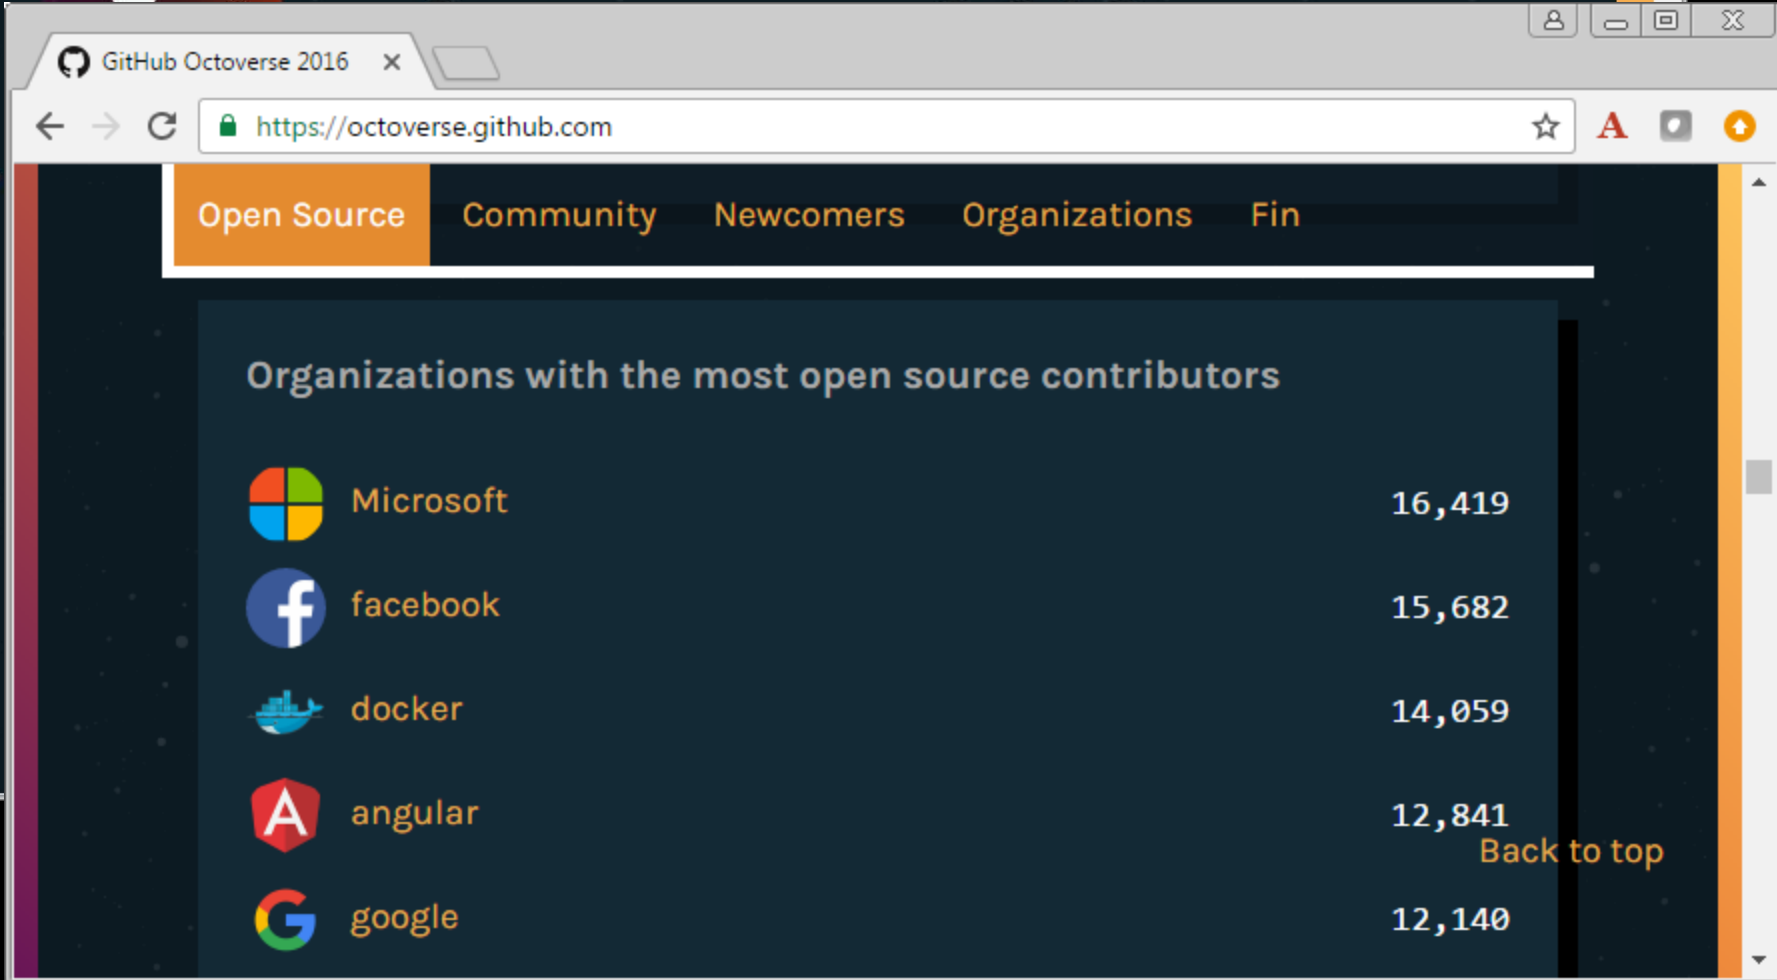 GitHub Octoverse 2016
https://octoverse.github.com
A
Open Source Community Newcomers Organizations Fin
Organizations with the most open source contributors
Microsoft 16,419
facebook 15,682
docker 14,059
angular 12,841
Back to top
google 12,140